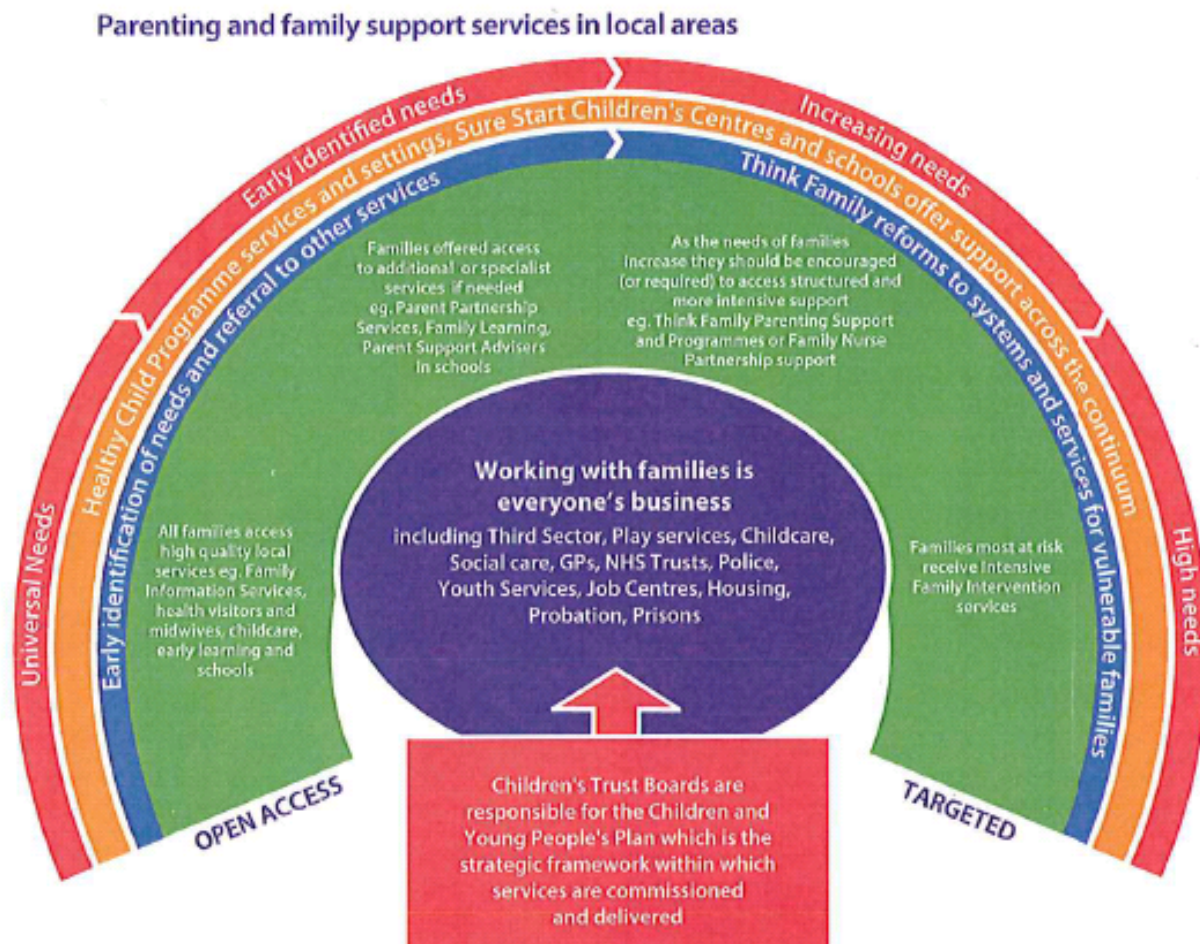 Parenting and family support services in local areas
Universal Needs
Early identified needs
Increasing needs
High needs
Healthy Child Programme services and settings, Sure Start Children's Centres and schools offer support across the continuum
Early identification of needs and referral to other services
Think Family reforms to systems and services for vulnerable families
All families access
high quality local
services eg. Family
Information Services,
health visitors and
midwives, childcare,
early learning and
schools
Families offered access
to additional or specialist
services if needed
eg. Parent Partnership
Services, Family Learning,
Parent Support Advisers
in schools
As the needs of families
increase they should be encouraged
(or required) to access structured and
more intensive support
eg. Think Family Parenting Support
and Programmes or Family Nurse
Partnership support
Families most at risk
receive Intensive
Family Intervention
services
Working with families is
everyone's business
including Third Sector, Play services, Childcare,
Social care, GPs, NHS Trusts, Police,
Youth Services, Job Centres, Housing,
Probation, Prisons
OPEN ACCESS
TARGETED
Children's Trust Boards are
responsible for the Children and
Young People's Plan which is the
strategic framework within which
services are commissioned
and delivered